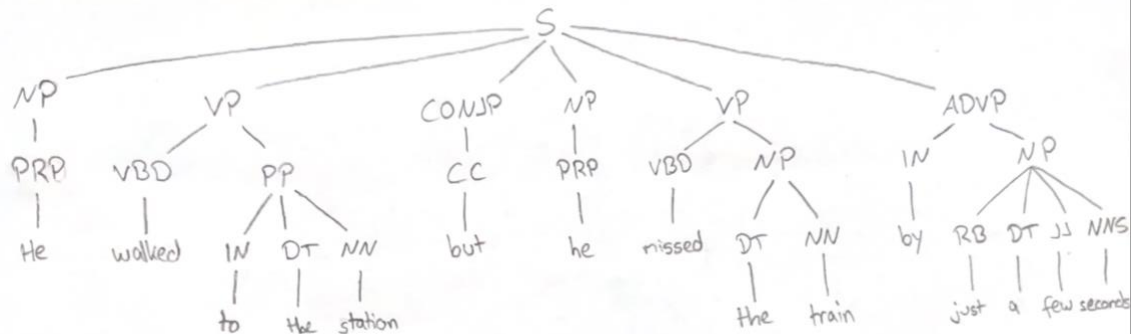 S
NP VP CONJP NP VP ADVP
PRP VBD PP CC PRP VBD NP IN NP
He walked IN DT NN but he missed DT NN by RB DT JJ NNS
to the station the train just a few seconds